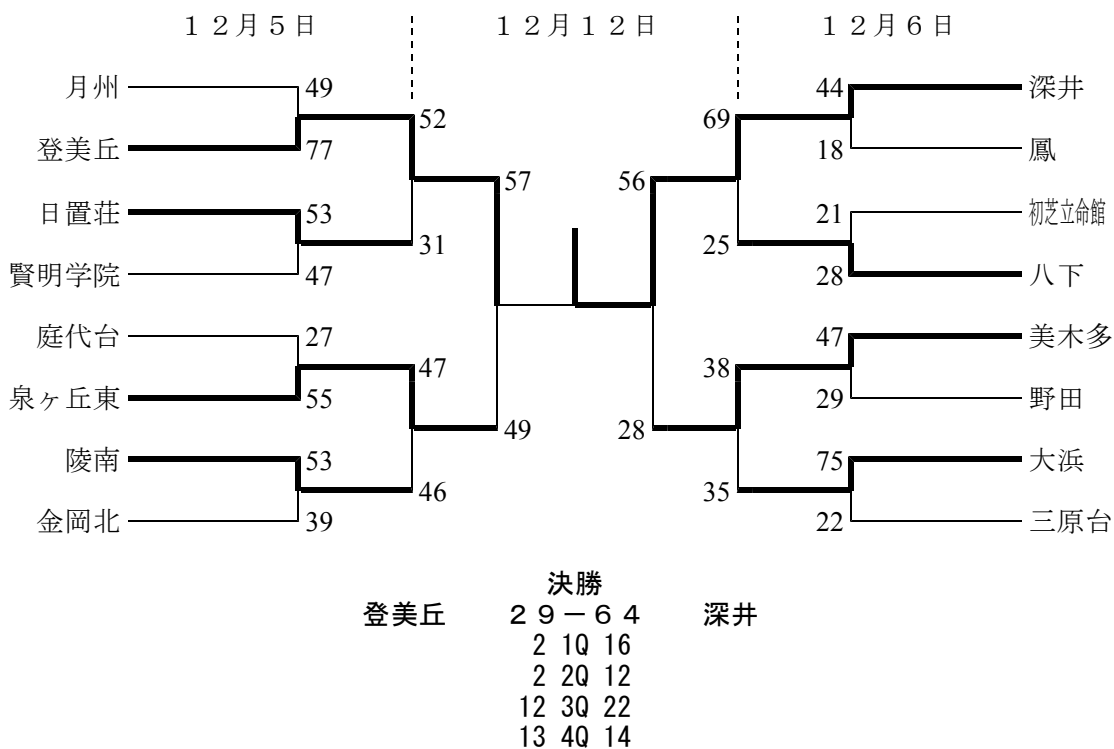 １２月５日 １２月１２日 １２月６日
月州 49 44 深井
52 69
登美丘 77 18 鳳
57 56
日置荘 53 21 初芝立命館
31 25
賢明学院 47 28 八下
庭代台 27 47 美木多
47 38
泉ヶ丘東 55 29 野田
49 28
陵南 53 75 大浜
46 35
金岡北 39 22 三原台
決勝
登美丘 ２９－６４ 深井
2 1Q 16
2 2Q 12
12 3Q 22
13 4Q 14